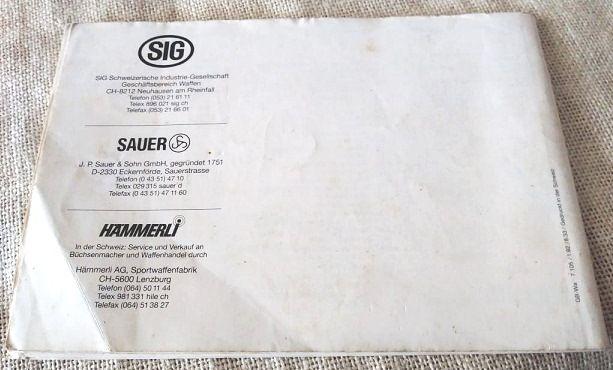 SIG
SIG Schweizerische Industrie-Gesellschaft
Geschäftsbereich Waffen
CH-8212 Neuhausen am Rheinfall
Telefon (053) 21 61 11
Telex 896 021 sig ch
Telefax (053) 21 66 01
SAUER
J. P. Sauer & Sohn GmbH, gegründet 1751
D-2330 Eckernförde, Sauerstrasse
Telefon (0 43 51) 47 10
Telex 029 315 sauer d
Telefax (0 43 51) 47 11 60
HÄMMERLI
In der Schweiz: Service und Verkauf an
Büchsenmacher und Waffenhandel durch
Hämmerli AG, Sportwaffenfabrik
CH-5600 Lenzburg
Telefon (064) 50 11 44
Telex 981 331 hile ch
Telefax (064) 51 38 27
Gedruckt in der Schweiz